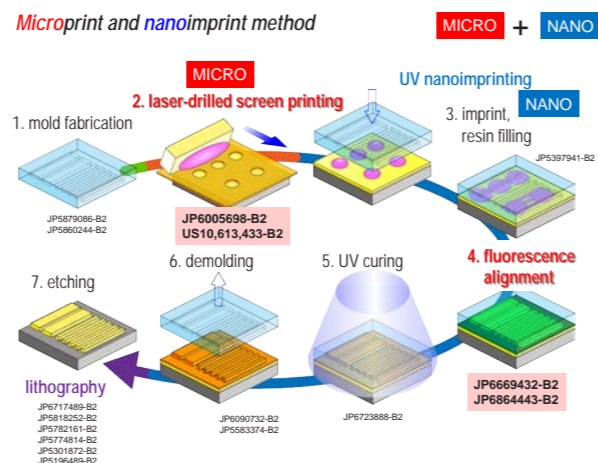 Microprint and nanoimprint method
MICRO + NANO
MICRO
2. laser-drilled screen printing
UV nanoimprinting
1. mold fabrication
3. imprint,
resin filling
NANO
JP5397941-B2
JP5879086-B2
JP5860244-B2
JP6005698-B2
US10,613,433-B2
4. fluorescence
alignment
5. UV curing
6. demolding
7. etching
JP6669432-B2
JP6864443-B2
JP6723888-B2
JP6090732-B2
JP5583374-B2
lithography
JP6717489-B2
JP5818252-B2
JP5782161-B2
JP5774814-B2
JP5301872-B2
JP5196489-B2